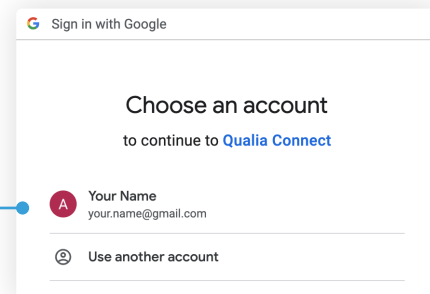 Sign in with Google
Choose an account
to continue to Qualia Connect
A
Your Name
your.name@gmail.com
Use another account